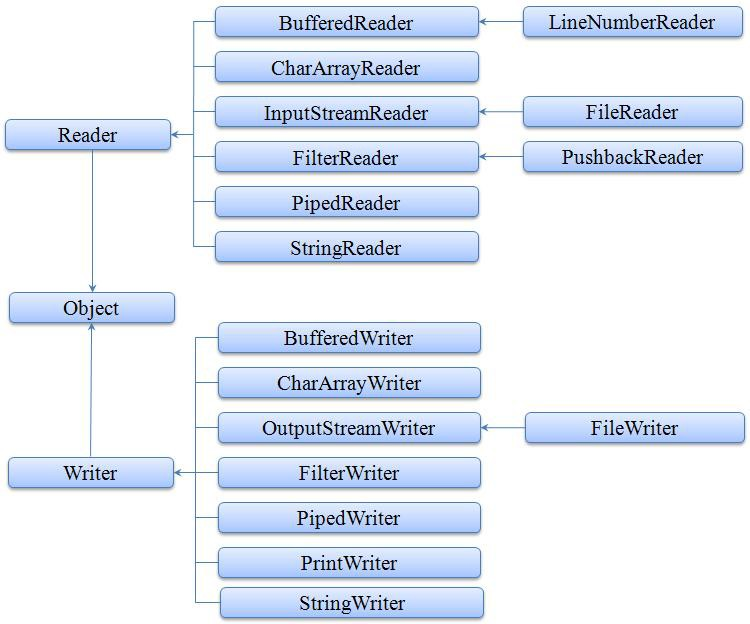 BufferedReader
LineNumberReader
CharArrayReader
InputStreamReader
FileReader
Reader
FilterReader
PushbackReader
PipedReader
StringReader
Object
BufferedWriter
CharArrayWriter
OutputStreamWriter
FileWriter
Writer
FilterWriter
PipedWriter
PrintWriter
StringWriter